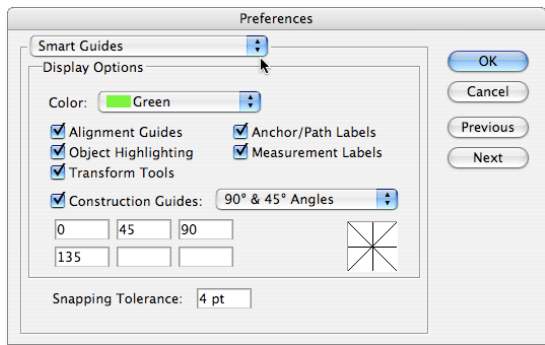 Preferences
Smart Guides
Display Options
Color: Green
Alignment Guides
Anchor/Path Labels
Object Highlighting
Measurement Labels
Transform Tools
Construction Guides: 90° & 45° Angles
0 45 90
135
Snapping Tolerance: 4 pt
OK
Cancel
Previous
Next